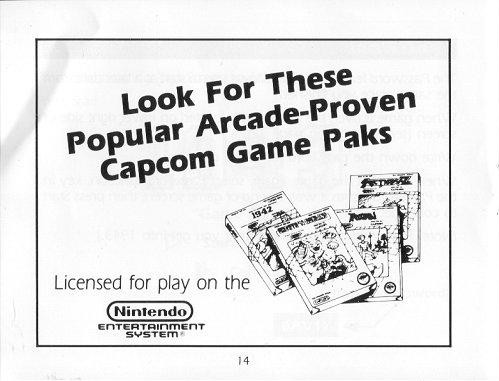 Look For These
Popular Arcade-Proven
Capcom Game Paks
1942
Licensed for play on the
Nintendo
ENTERTAINMENT
SYSTEM®
14